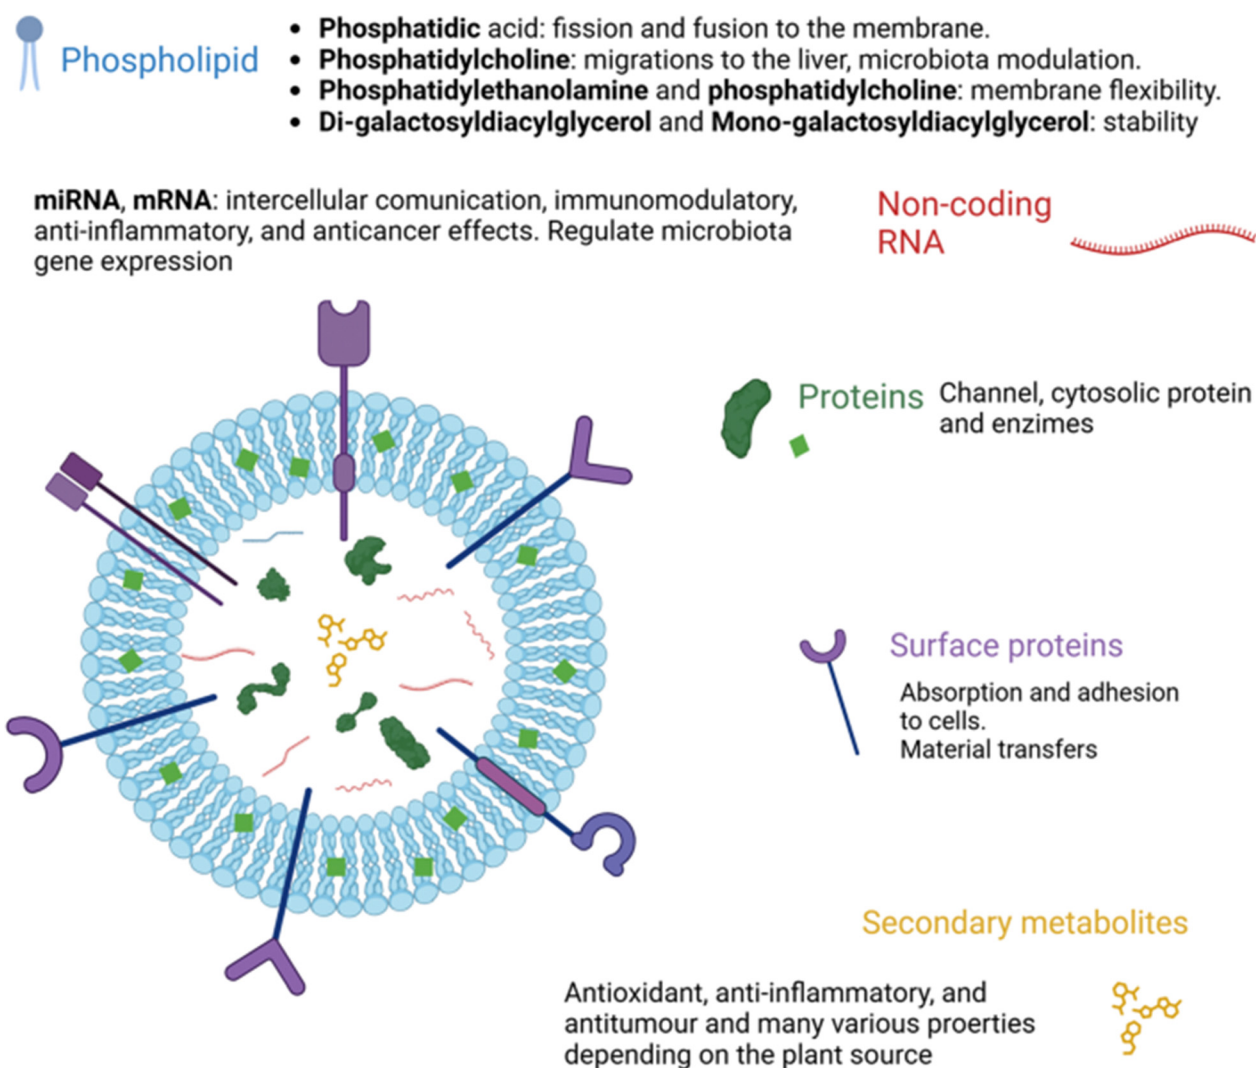 Phospholipid
• Phosphatidic acid: fission and fusion to the membrane.
• Phosphatidylcholine: migrations to the liver, microbiota modulation.
• Phosphatidylethanolamine and phosphatidylcholine: membrane flexibility.
• Di-galactosyldiacylglycerol and Mono-galactosyldiacylglycerol: stability
miRNA, mRNA: intercellular comunication, immunomodulatory,
anti-inflammatory, and anticancer effects. Regulate microbiota
gene expression
Non-coding
RNA
Proteins
Channel, cytosolic protein
and enzimes
Surface proteins
Absorption and adhesion
to cells.
Material transfers
Secondary metabolites
Antioxidant, anti-inflammatory, and
antitumour and many various proerties
depending on the plant source